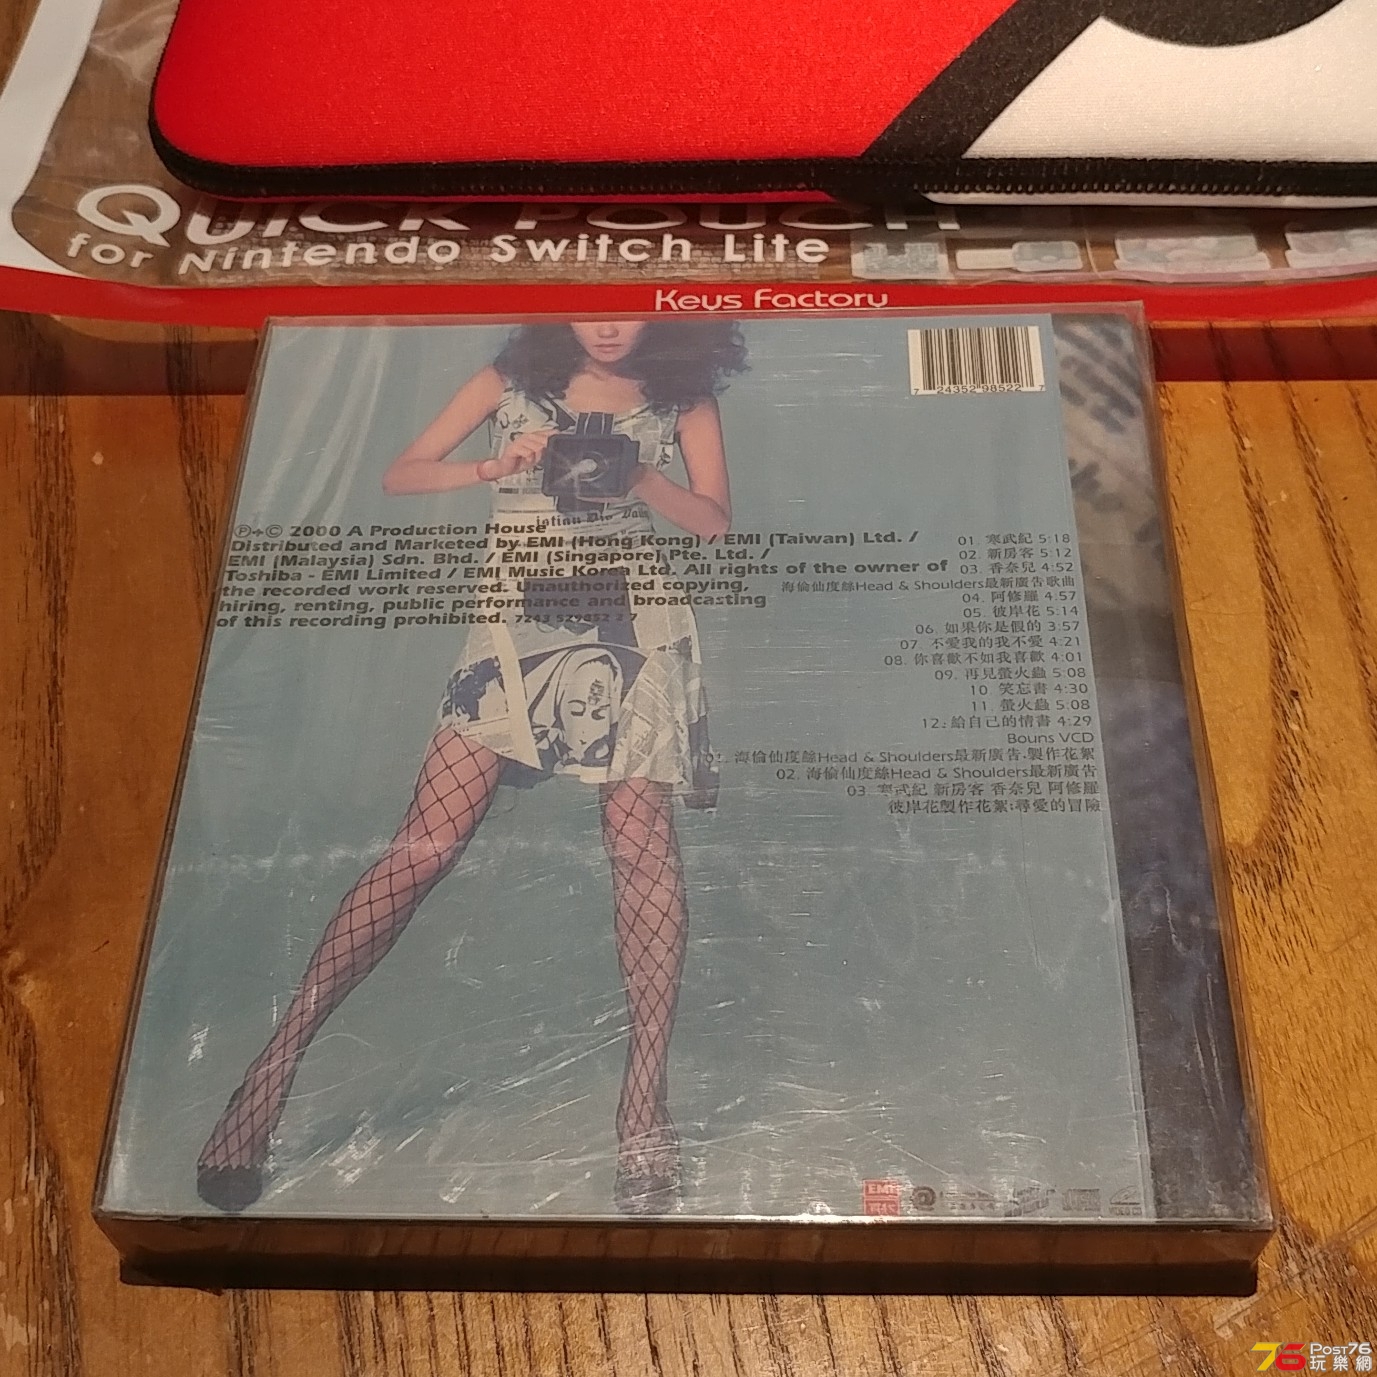 QUICK POUCH
for Nintendo Switch Lite
Keys Factory
7 24352 98522 7
Ⓟ+© 2000 A Production House
Distributed and Marketed by EMI (Hong Kong) / EMI (Taiwan) Ltd. /
EMI (Malaysia) Sdn. Bhd. / EMI (Singapore) Pte. Ltd. /
Toshiba - EMI Limited / EMI Music Korea Ltd. All rights of the owner of
the recorded work reserved. Unauthorized copying,
hiring, renting, public performance and broadcasting
of this recording prohibited. 7243 529852 3 7
01. 寒武紀 5:18
02. 新房客 5:12
03. 香奈兒 4:52
海倫仙度絲Head & Shoulders最新廣告歌曲
04. 阿修羅 4:57
05. 彼岸花 5:14
06. 如果你是假的 3:57
07. 不愛我的我不愛 4:21
08. 你喜歡不如我喜歡 4:01
09. 再見螢火蟲 5:08
10. 笑忘書 4:30
11. 螢火蟲 5:08
12. 給自己的情書 4:29
Bouns VCD
01. 海倫仙度絲Head & Shoulders最新廣告.製作花絮
02. 海倫仙度絲Head & Shoulders最新廣告
03. 寒武紀 新房客 香奈兒 阿修羅
彼岸花製作花絮:尋愛的冒險
EMI
76 Post76
玩樂網